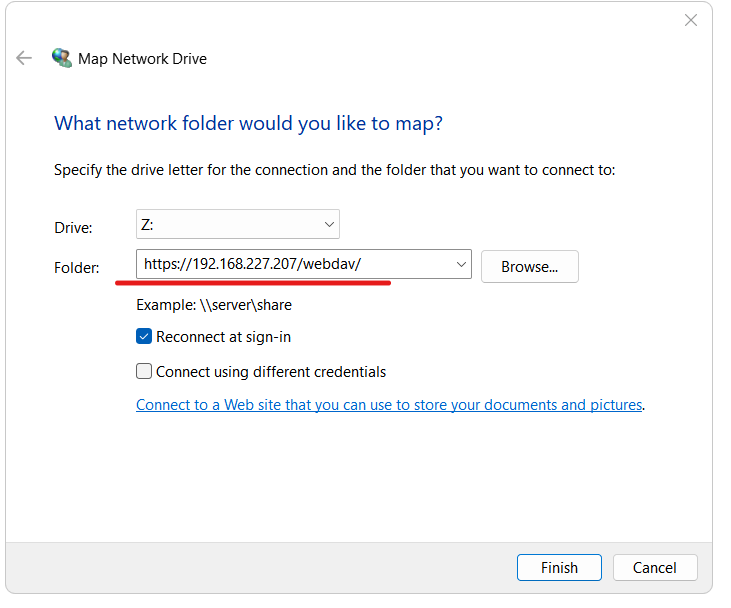 Map Network Drive
What network folder would you like to map?
Specify the drive letter for the connection and the folder that you want to connect to:
Drive: Z:
Folder: https://192.168.227.207/webdav/ Browse...
Example: \\server\share
Reconnect at sign-in
Connect using different credentials
Connect to a Web site that you can use to store your documents and pictures.
Finish Cancel